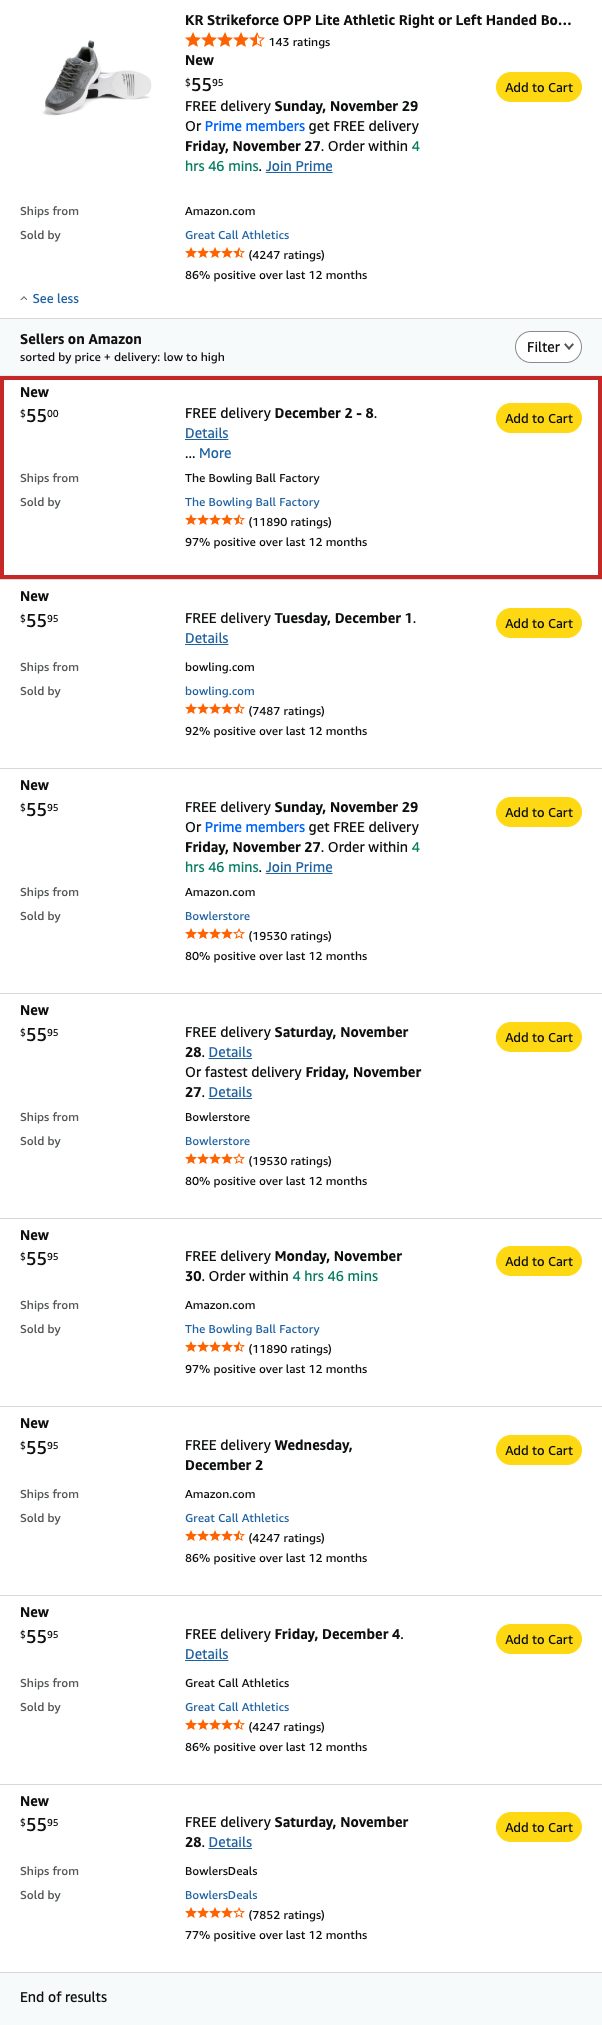 KR Strikeforce OPP Lite Athletic Right or Left Handed Bo...
143 ratings
New
$55 95
Add to Cart
FREE delivery Sunday, November 29
Or Prime members get FREE delivery
Friday, November 27. Order within 4
hrs 46 mins. Join Prime
Ships from Amazon.com
Sold by Great Call Athletics
(4247 ratings)
86% positive over last 12 months
See less
Sellers on Amazon
sorted by price + delivery: low to high
Filter
New
$55 00
FREE delivery December 2 - 8.
Add to Cart
Details
... More
Ships from The Bowling Ball Factory
Sold by The Bowling Ball Factory
(11890 ratings)
97% positive over last 12 months
New
$55 95
FREE delivery Tuesday, December 1.
Add to Cart
Details
Ships from bowling.com
Sold by bowling.com
(7487 ratings)
92% positive over last 12 months
New
$55 95
FREE delivery Sunday, November 29
Add to Cart
Or Prime members get FREE delivery
Friday, November 27. Order within 4
hrs 46 mins. Join Prime
Ships from Amazon.com
Sold by Bowlerstore
(19530 ratings)
80% positive over last 12 months
New
$55 95
FREE delivery Saturday, November
Add to Cart
28. Details
Or fastest delivery Friday, November
27. Details
Ships from Bowlerstore
Sold by Bowlerstore
(19530 ratings)
80% positive over last 12 months
New
$55 95
FREE delivery Monday, November
Add to Cart
30. Order within 4 hrs 46 mins
Ships from Amazon.com
Sold by The Bowling Ball Factory
(11890 ratings)
97% positive over last 12 months
New
$55 95
FREE delivery Wednesday,
Add to Cart
December 2
Ships from Amazon.com
Sold by Great Call Athletics
(4247 ratings)
86% positive over last 12 months
New
$55 95
FREE delivery Friday, December 4.
Add to Cart
Details
Ships from Great Call Athletics
Sold by Great Call Athletics
(4247 ratings)
86% positive over last 12 months
New
$55 95
FREE delivery Saturday, November
Add to Cart
28. Details
Ships from BowlersDeals
Sold by BowlersDeals
(7852 ratings)
77% positive over last 12 months
End of results